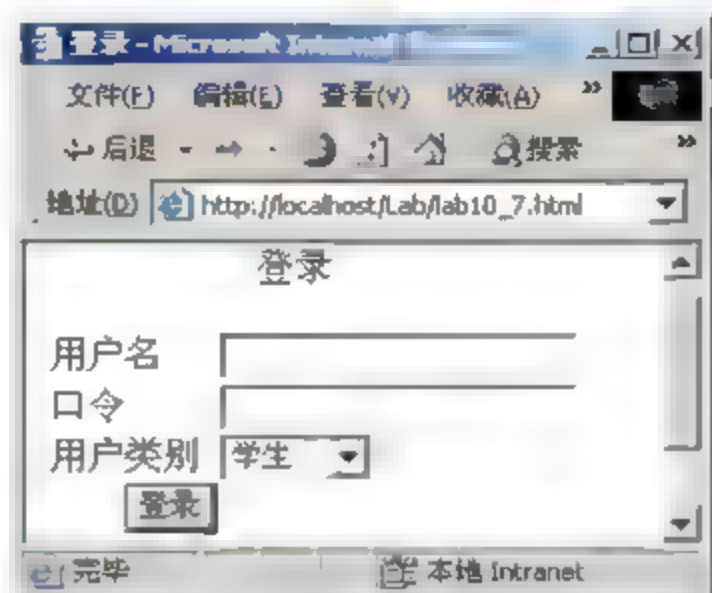 登录 - Microsoft Internet
文件(F) 编辑(E) 查看(V) 收藏(A) »
后退 搜索 »
地址(D) http://localhost/Lab/lab10_7.html
登录
用户名
口令
用户类别 学生
登录
完毕 本地 Intranet